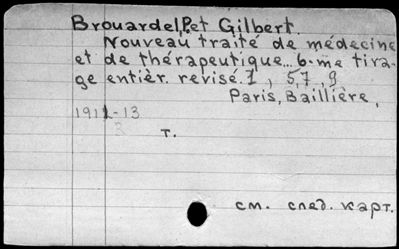 Brouardel, P. et Gilbert.
Nouveau traité de médecine
et de thérapeutique... 6-me tira-
ge entièr. revisé. 1, 5, 7, 9
Paris, Baillière,
1911-13
т.
см. след. карт.